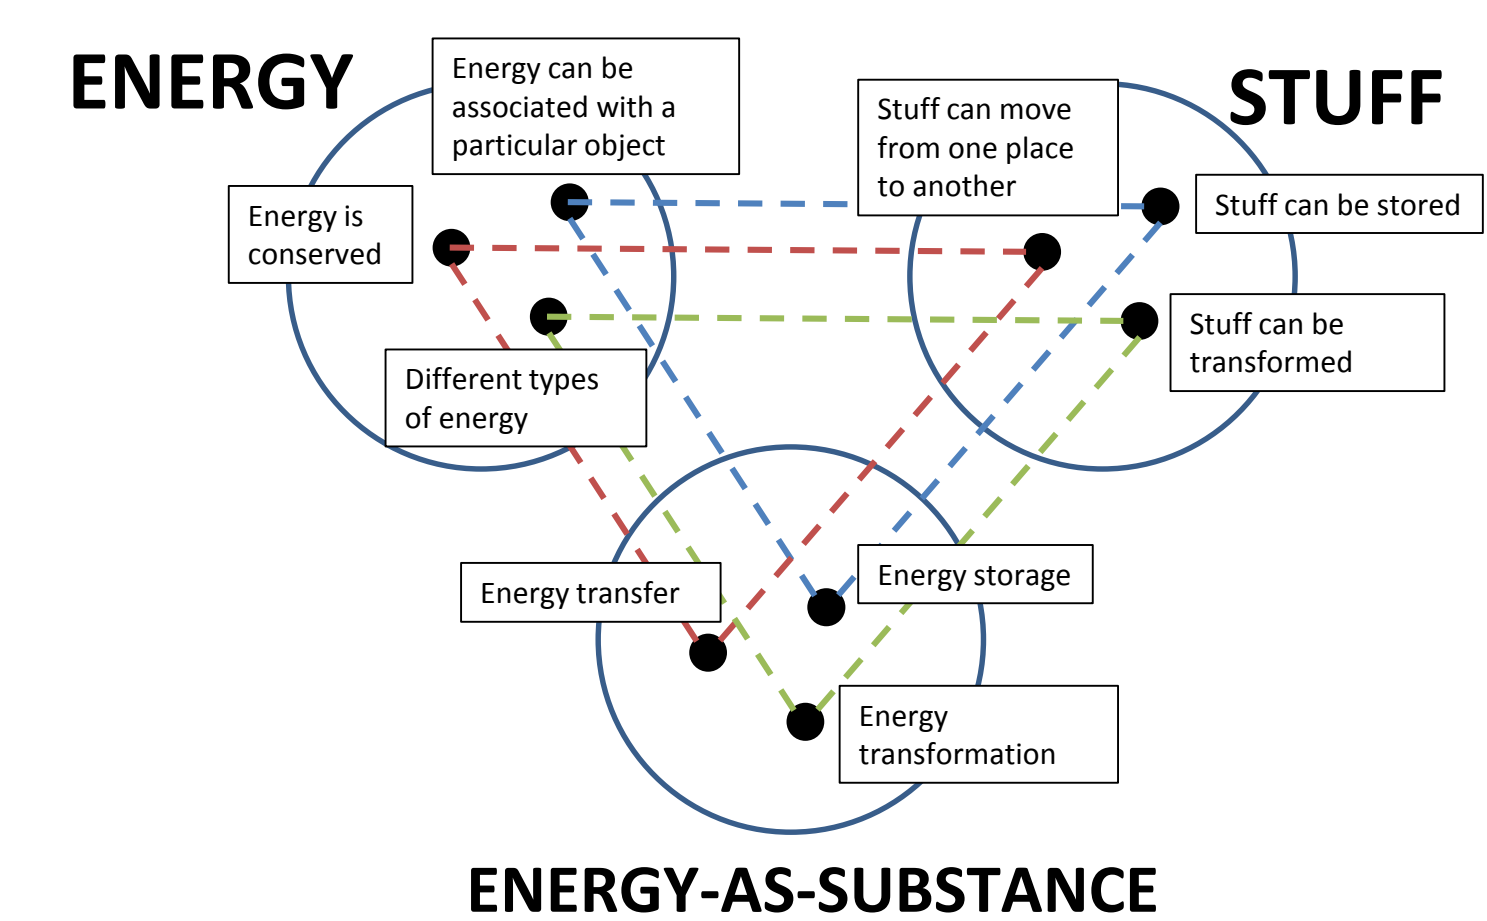 ENERGY
Energy can be
associated with a
particular object
Energy is
conserved
Different types
of energy
STUFF
Stuff can move
from one place
to another
Stuff can be stored
Stuff can be
transformed
Energy transfer
Energy storage
Energy
transformation
ENERGY-AS-SUBSTANCE